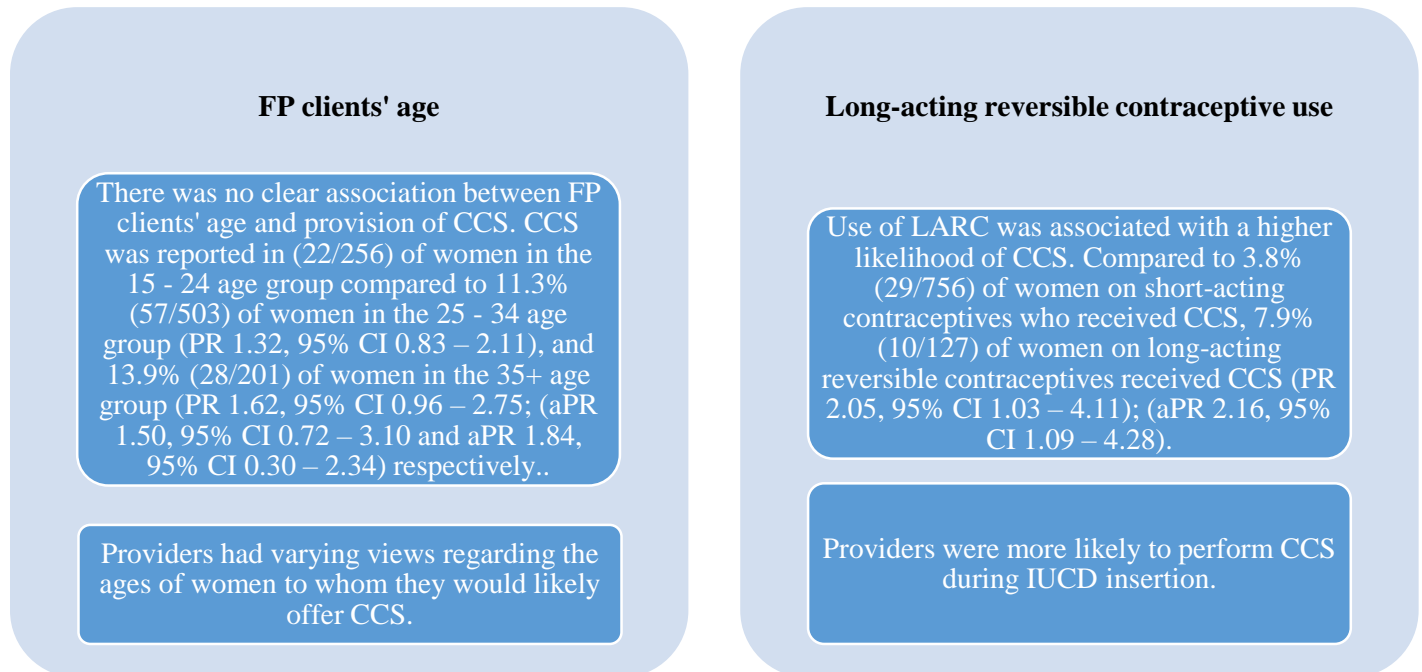 FP clients' age
There was no clear association between FP
clients' age and provision of CCS. CCS
was reported in (22/256) of women in the
15 - 24 age group compared to 11.3%
(57/503) of women in the 25 - 34 age
group (PR 1.32, 95% CI 0.83 – 2.11), and
13.9% (28/201) of women in the 35+ age
group (PR 1.62, 95% CI 0.96 – 2.75; (aPR
1.50, 95% CI 0.72 – 3.10 and aPR 1.84,
95% CI 0.30 – 2.34) respectively..
Providers had varying views regarding the
ages of women to whom they would likely
offer CCS.
Long-acting reversible contraceptive use
Use of LARC was associated with a higher
likelihood of CCS. Compared to 3.8%
(29/756) of women on short-acting
contraceptives who received CCS, 7.9%
(10/127) of women on long-acting
reversible contraceptives received CCS (PR
2.05, 95% CI 1.03 – 4.11); (aPR 2.16, 95%
CI 1.09 – 4.28).
Providers were more likely to perform CCS
during IUCD insertion.